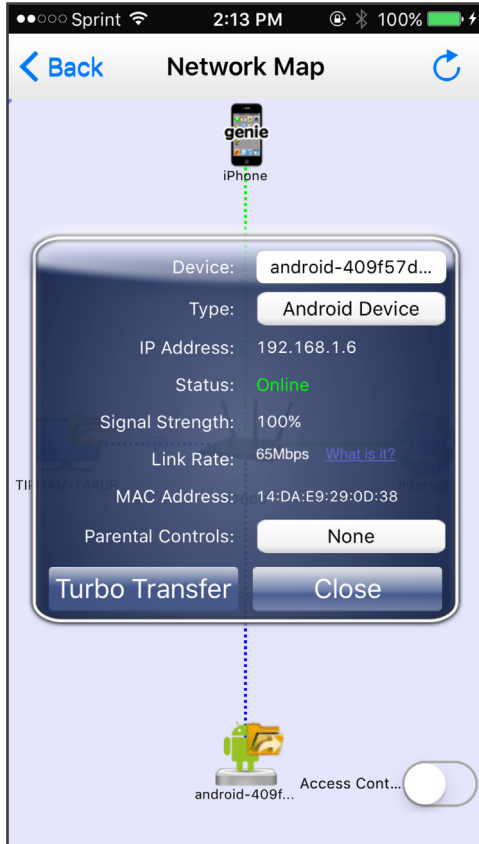 Sprint 2:13 PM 100%
Back Network Map
genie
iPhone
Device: android-409f57d...
Type: Android Device
IP Address: 192.168.1.6
Status: Online
Signal Strength: 100%
Link Rate: 65Mbps What is it?
MAC Address: 14:DA:E9:29:0D:38
Parental Controls: None
Turbo Transfer Close
Internet
android-409f... Access Cont...